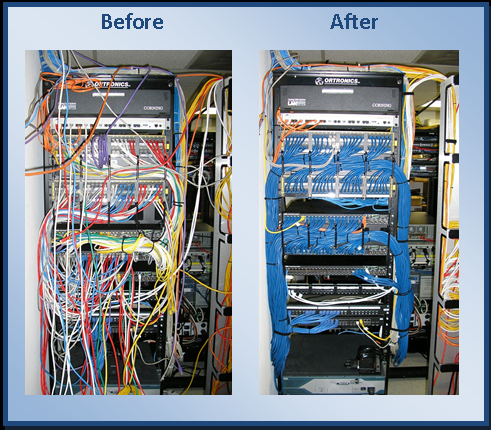 Before
After
ORTRONICS.
CORNING
ORTRONICS.
CORNING